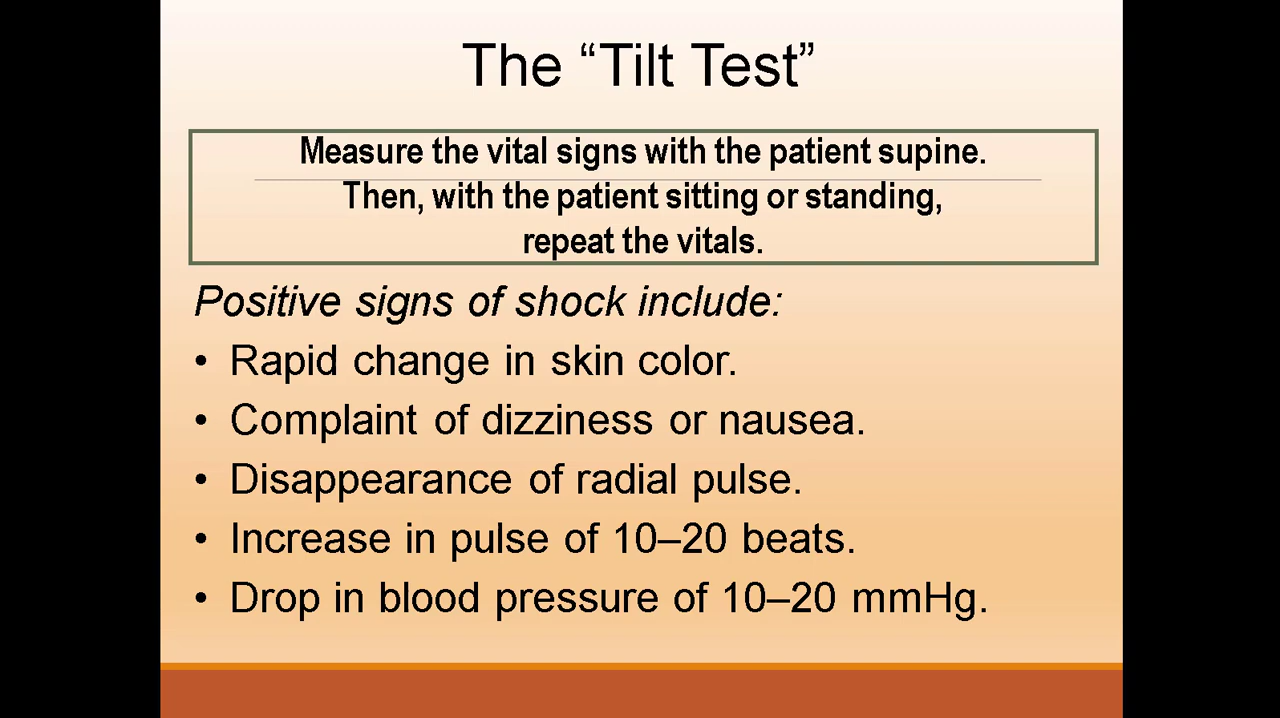 The “Tilt Test”
Measure the vital signs with the patient supine.
Then, with the patient sitting or standing,
repeat the vitals.
Positive signs of shock include:
• Rapid change in skin color.
• Complaint of dizziness or nausea.
• Disappearance of radial pulse.
• Increase in pulse of 10–20 beats.
• Drop in blood pressure of 10–20 mmHg.